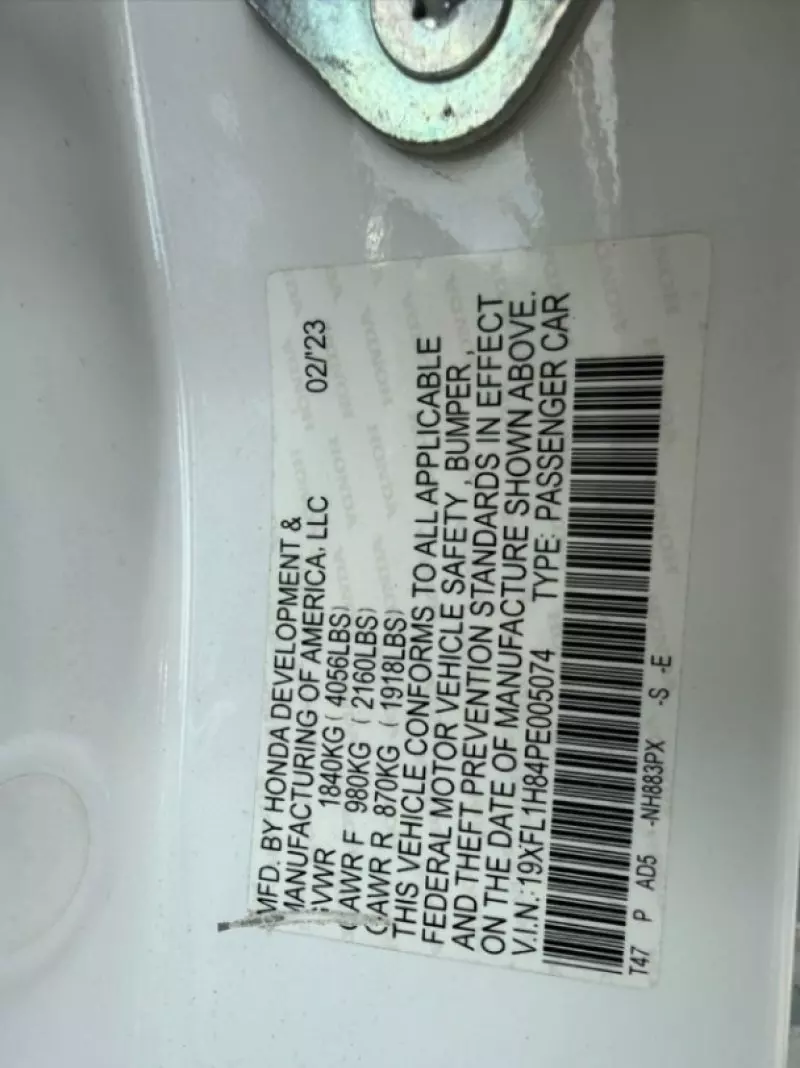 MFD. BY HONDA DEVELOPMENT &
MANUFACTURING OF AMERICA, LLC 02/'23
GVWR 1840KG ( 4056LBS)
GAWR F 980KG ( 2160LBS)
GAWR R 870KG ( 1918LBS)
THIS VEHICLE CONFORMS TO ALL APPLICABLE
FEDERAL MOTOR VEHICLE SAFETY , BUMPER ,
AND THEFT PREVENTION STANDARDS IN EFFECT
ON THE DATE OF MANUFACTURE SHOWN ABOVE.
V.I.N.: 19XFL1H84PE005074 TYPE: PASSENGER CAR
T47 P AD5 -NH883PX -S -E